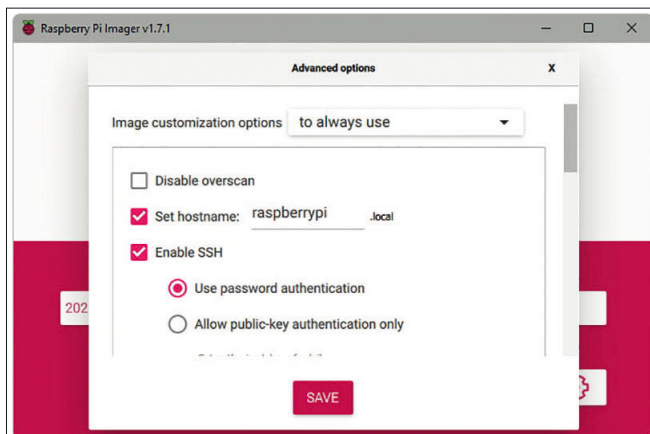 Raspberry Pi Imager v1.7.1
Advanced options X
Image customization options to always use
Disable overscan
Set hostname: raspberrypi .local
Enable SSH
Use password authentication
202
Allow public-key authentication only
SAVE